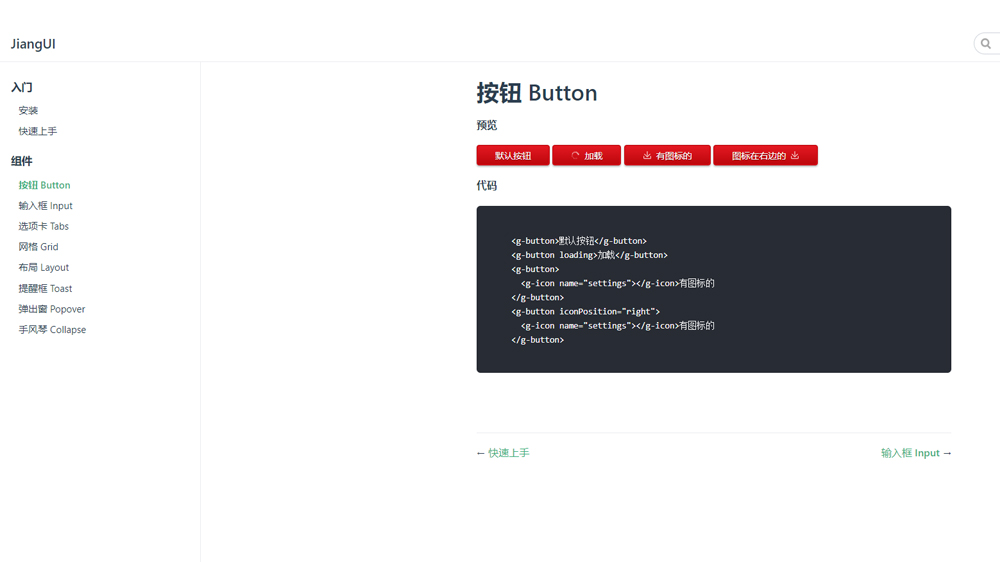 JiangUI
入门
安装
快速上手
组件
按钮 Button
输入框 Input
选项卡 Tabs
网格 Grid
布局 Layout
提醒框 Toast
弹出窗 Popover
手风琴 Collapse
按钮 Button
预览
默认按钮 加载 有图标的 图标在右边的
代码
<g-button>默认按钮</g-button>
<g-button loading>加载</g-button>
<g-button>
  <g-icon name="settings"></g-icon>有图标的
</g-button>
<g-button iconPosition="right">
  <g-icon name="settings"></g-icon>有图标的
</g-button>
← 快速上手 输入框 Input →